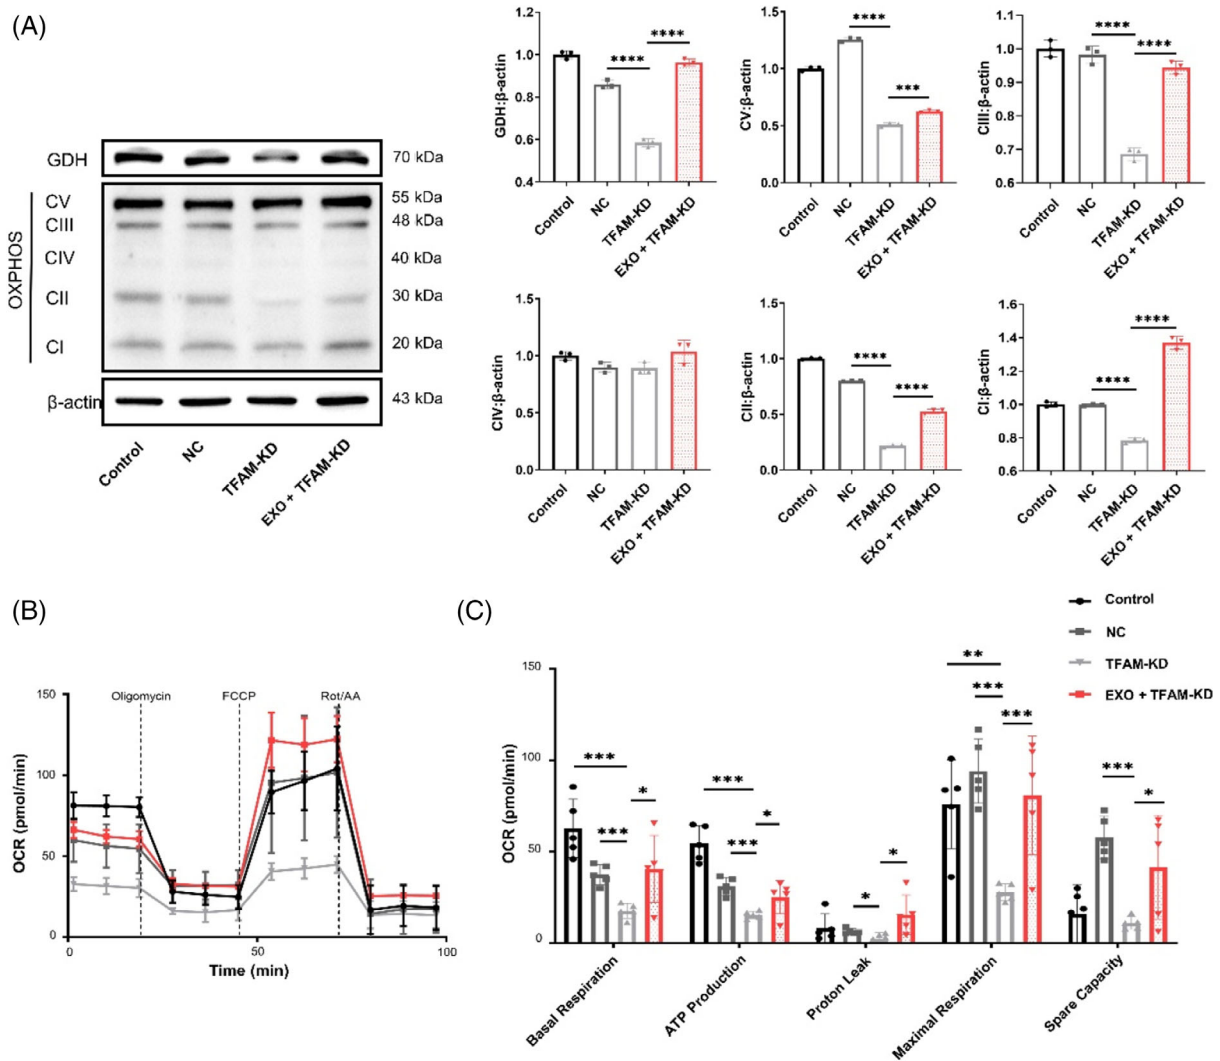 (A)
GDH
70 kDa
OXPHOS
CV
55 kDa
CIII
48 kDa
CIV
40 kDa
CII
30 kDa
CI
20 kDa
β-actin
43 kDa
Control
NC
TFAM-KD
EXO + TFAM-KD
GDH:β-actin
1.2
1.0
0.8
0.6
0.4
****
****
Control
NC
TFAM-KD
EXO + TFAM-KD
CV:β-actin
1.5
1.0
0.5
0.0
****
***
Control
NC
TFAM-KD
EXO + TFAM-KD
CIII:β-actin
1.1
1.0
0.9
0.8
0.7
0.6
****
****
Control
NC
TFAM-KD
EXO + TFAM-KD
CIV:β-actin
1.5
1.0
0.5
0.0
Control
NC
TFAM-KD
EXO + TFAM-KD
CII:β-actin
1.5
1.0
0.5
0.0
****
****
Control
NC
TFAM-KD
EXO + TFAM-KD
CI:β-actin
1.6
1.4
1.2
1.0
0.8
0.6
****
****
Control
NC
TFAM-KD
EXO + TFAM-KD
(B)
OCR (pmol/min)
150
100
50
0
Oligomycin
FCCP
Rot/AA
0
50
100
Time (min)
(C)
Control
NC
TFAM-KD
EXO + TFAM-KD
OCR (pmol/min)
150
100
50
0
***
***
*
***
***
*
*
*
**
***
***
***
*
Basal Respiration
ATP Production
Proton Leak
Maximal Respiration
Spare Capacity